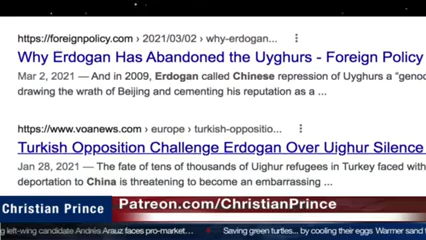 https://foreignpolicy.com › 2021/03/02 › why-erdogan...
Why Erdogan Has Abandoned the Uyghurs - Foreign Policy
Mar 2, 2021 — And in 2009, Erdogan called Chinese repression of Uyghurs a "geno
drawing the wrath of Beijing and cementing his reputation as a ...
https://www.voanews.com › europe › turkish-oppositio...
Turkish Opposition Challenge Erdogan Over Uighur Silence
Jan 28, 2021 — The fate of tens of thousands of Uighur refugees in Turkey faced with
deportation to China is threatening to become an embarrassing ...
Christian Prince
Patreon.com/ChristianPrince
ng left-wing candidate Andrés Arauz faces pro-market...
Saving green turtles... by cooling their eggs Warmer sand